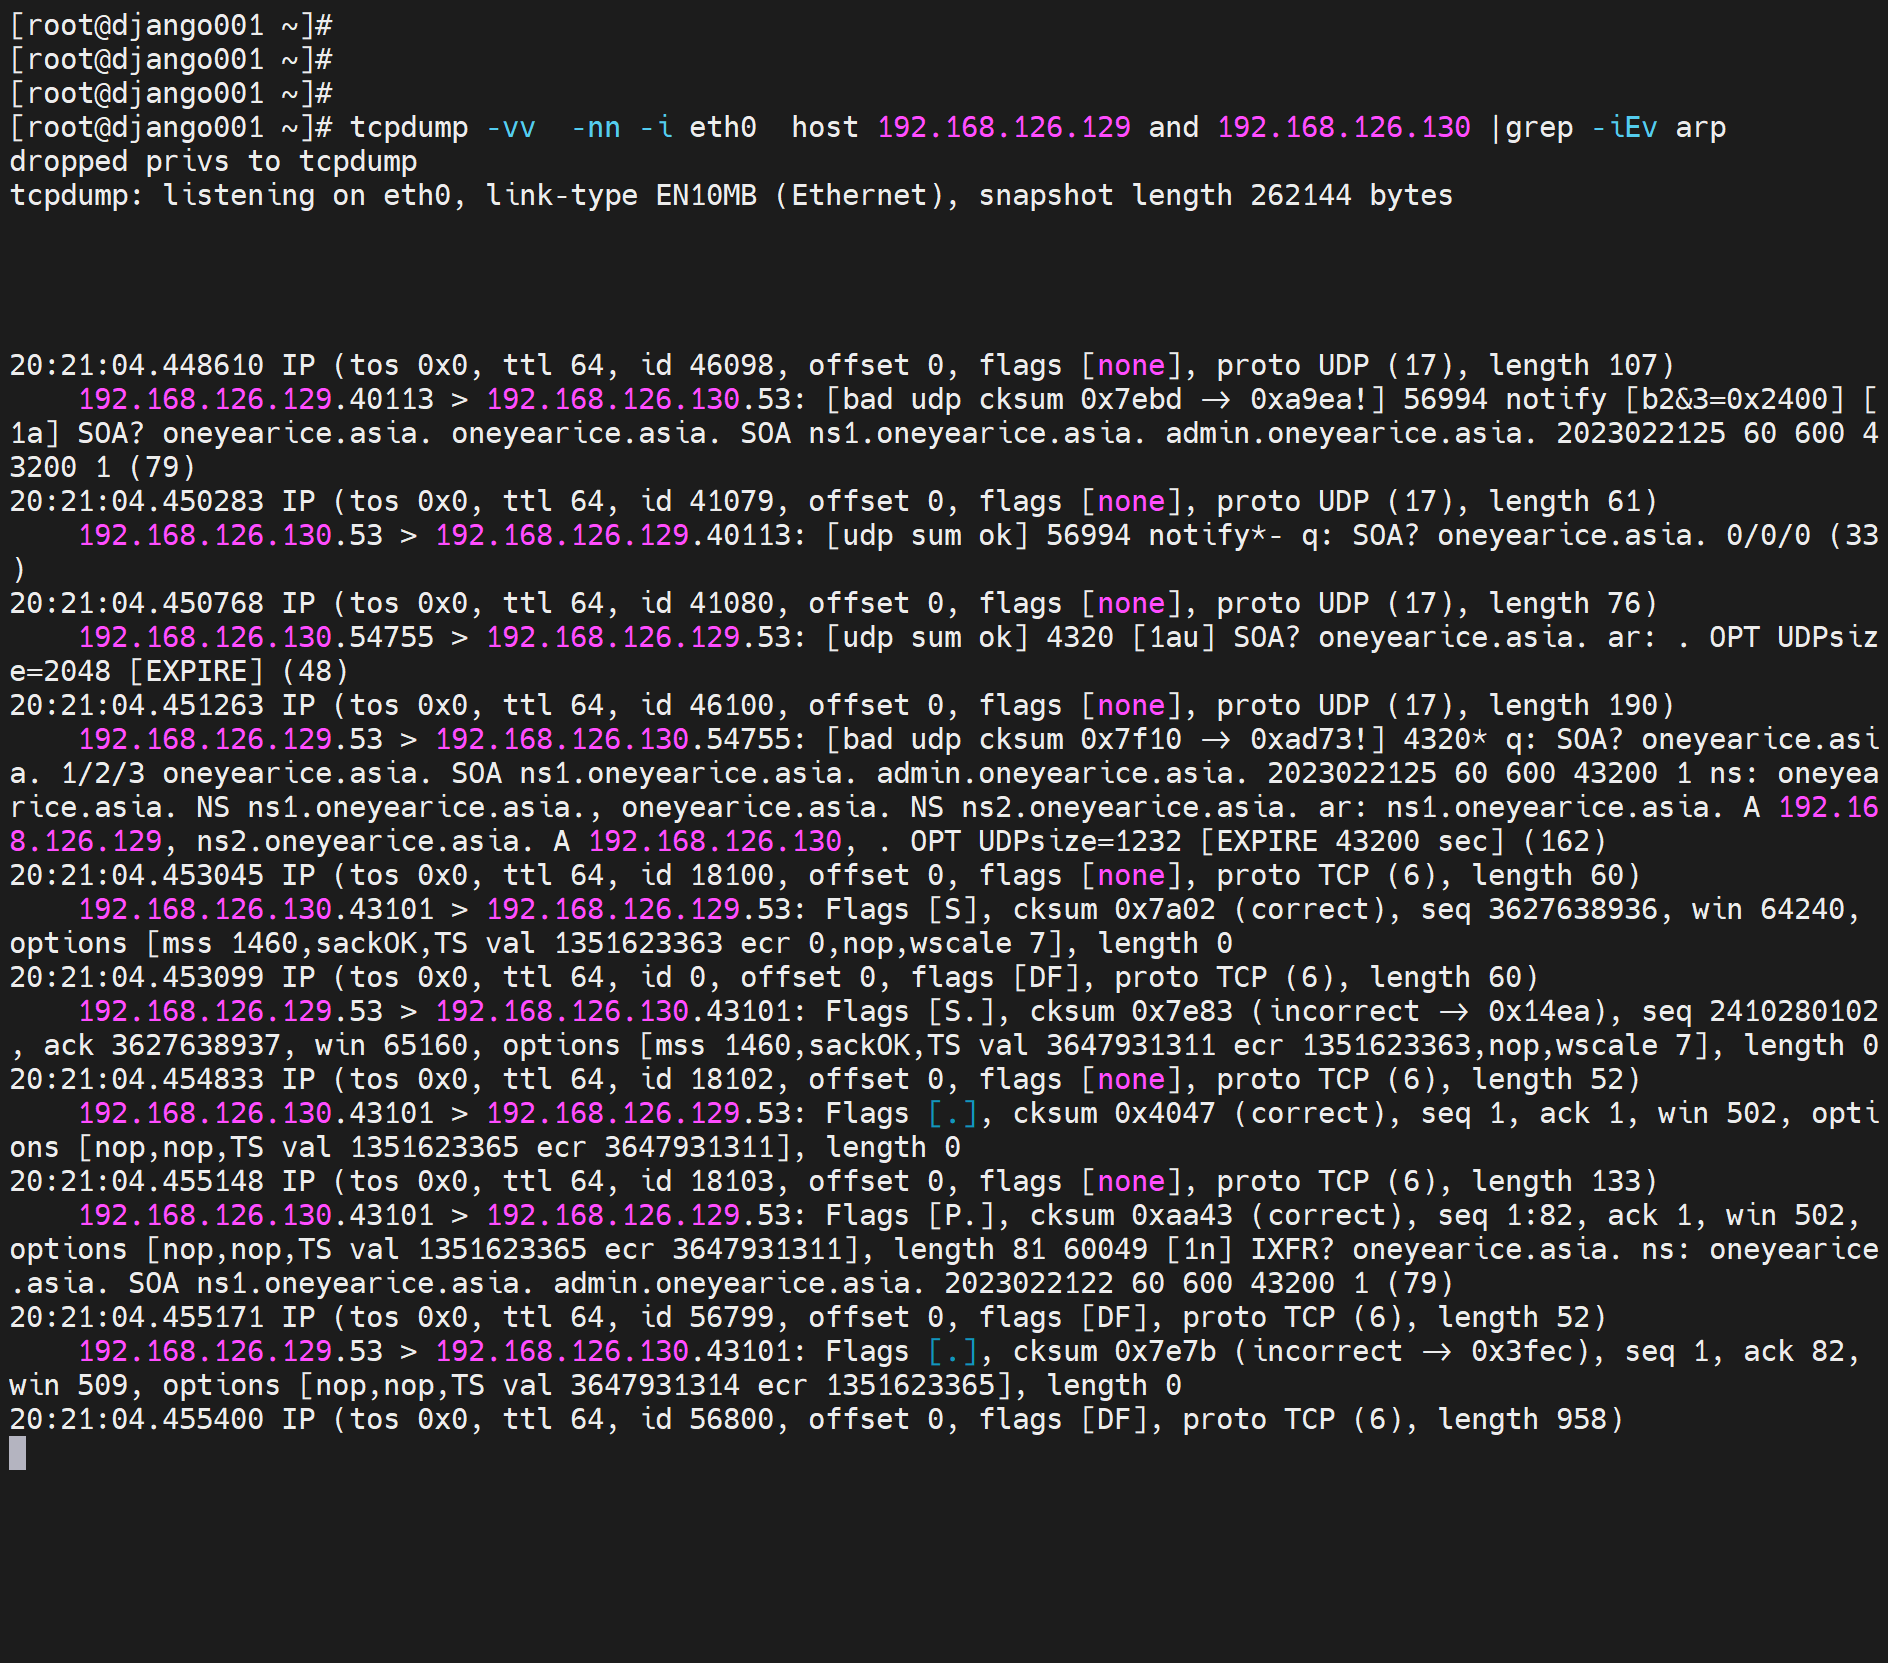 [root@django001 ~]#
[root@django001 ~]#
[root@django001 ~]#
[root@django001 ~]# tcpdump -vv  -nn -i eth0  host 192.168.126.129 and 192.168.126.130 |grep -iEv arp
dropped privs to tcpdump
tcpdump: listening on eth0, link-type EN10MB (Ethernet), snapshot length 262144 bytes
20:21:04.448610 IP (tos 0x0, ttl 64, id 46098, offset 0, flags [none], proto UDP (17), length 107)
    192.168.126.129.40113 > 192.168.126.130.53: [bad udp cksum 0x7ebd -> 0xa9ea!] 56994 notify [b2&3=0x2400] [
1a] SOA? oneyearice.asia. oneyearice.asia. SOA ns1.oneyearice.asia. admin.oneyearice.asia. 2023022125 60 600 4
3200 1 (79)
20:21:04.450283 IP (tos 0x0, ttl 64, id 41079, offset 0, flags [none], proto UDP (17), length 61)
    192.168.126.130.53 > 192.168.126.129.40113: [udp sum ok] 56994 notify*- q: SOA? oneyearice.asia. 0/0/0 (33
)
20:21:04.450768 IP (tos 0x0, ttl 64, id 41080, offset 0, flags [none], proto UDP (17), length 76)
    192.168.126.130.54755 > 192.168.126.129.53: [udp sum ok] 4320 [1au] SOA? oneyearice.asia. ar: . OPT UDPsiz
e=2048 [EXPIRE] (48)
20:21:04.451263 IP (tos 0x0, ttl 64, id 46100, offset 0, flags [none], proto UDP (17), length 190)
    192.168.126.129.53 > 192.168.126.130.54755: [bad udp cksum 0x7f10 -> 0xad73!] 4320* q: SOA? oneyearice.asi
a. 1/2/3 oneyearice.asia. SOA ns1.oneyearice.asia. admin.oneyearice.asia. 2023022125 60 600 43200 1 ns: oneyea
rice.asia. NS ns1.oneyearice.asia., oneyearice.asia. NS ns2.oneyearice.asia. ar: ns1.oneyearice.asia. A 192.16
8.126.129, ns2.oneyearice.asia. A 192.168.126.130, . OPT UDPsize=1232 [EXPIRE 43200 sec] (162)
20:21:04.453045 IP (tos 0x0, ttl 64, id 18100, offset 0, flags [none], proto TCP (6), length 60)
    192.168.126.130.43101 > 192.168.126.129.53: Flags [S], cksum 0x7a02 (correct), seq 3627638936, win 64240,
options [mss 1460,sackOK,TS val 1351623363 ecr 0,nop,wscale 7], length 0
20:21:04.453099 IP (tos 0x0, ttl 64, id 0, offset 0, flags [DF], proto TCP (6), length 60)
    192.168.126.129.53 > 192.168.126.130.43101: Flags [S.], cksum 0x7e83 (incorrect -> 0x14ea), seq 2410280102
, ack 3627638937, win 65160, options [mss 1460,sackOK,TS val 3647931311 ecr 1351623363,nop,wscale 7], length 0
20:21:04.454833 IP (tos 0x0, ttl 64, id 18102, offset 0, flags [none], proto TCP (6), length 52)
    192.168.126.130.43101 > 192.168.126.129.53: Flags [.], cksum 0x4047 (correct), seq 1, ack 1, win 502, opti
ons [nop,nop,TS val 1351623365 ecr 3647931311], length 0
20:21:04.455148 IP (tos 0x0, ttl 64, id 18103, offset 0, flags [none], proto TCP (6), length 133)
    192.168.126.130.43101 > 192.168.126.129.53: Flags [P.], cksum 0xaa43 (correct), seq 1:82, ack 1, win 502,
options [nop,nop,TS val 1351623365 ecr 3647931311], length 81 60049 [1n] IXFR? oneyearice.asia. ns: oneyearice
.asia. SOA ns1.oneyearice.asia. admin.oneyearice.asia. 2023022122 60 600 43200 1 (79)
20:21:04.455171 IP (tos 0x0, ttl 64, id 56799, offset 0, flags [DF], proto TCP (6), length 52)
    192.168.126.129.53 > 192.168.126.130.43101: Flags [.], cksum 0x7e7b (incorrect -> 0x3fec), seq 1, ack 82,
win 509, options [nop,nop,TS val 3647931314 ecr 1351623365], length 0
20:21:04.455400 IP (tos 0x0, ttl 64, id 56800, offset 0, flags [DF], proto TCP (6), length 958)